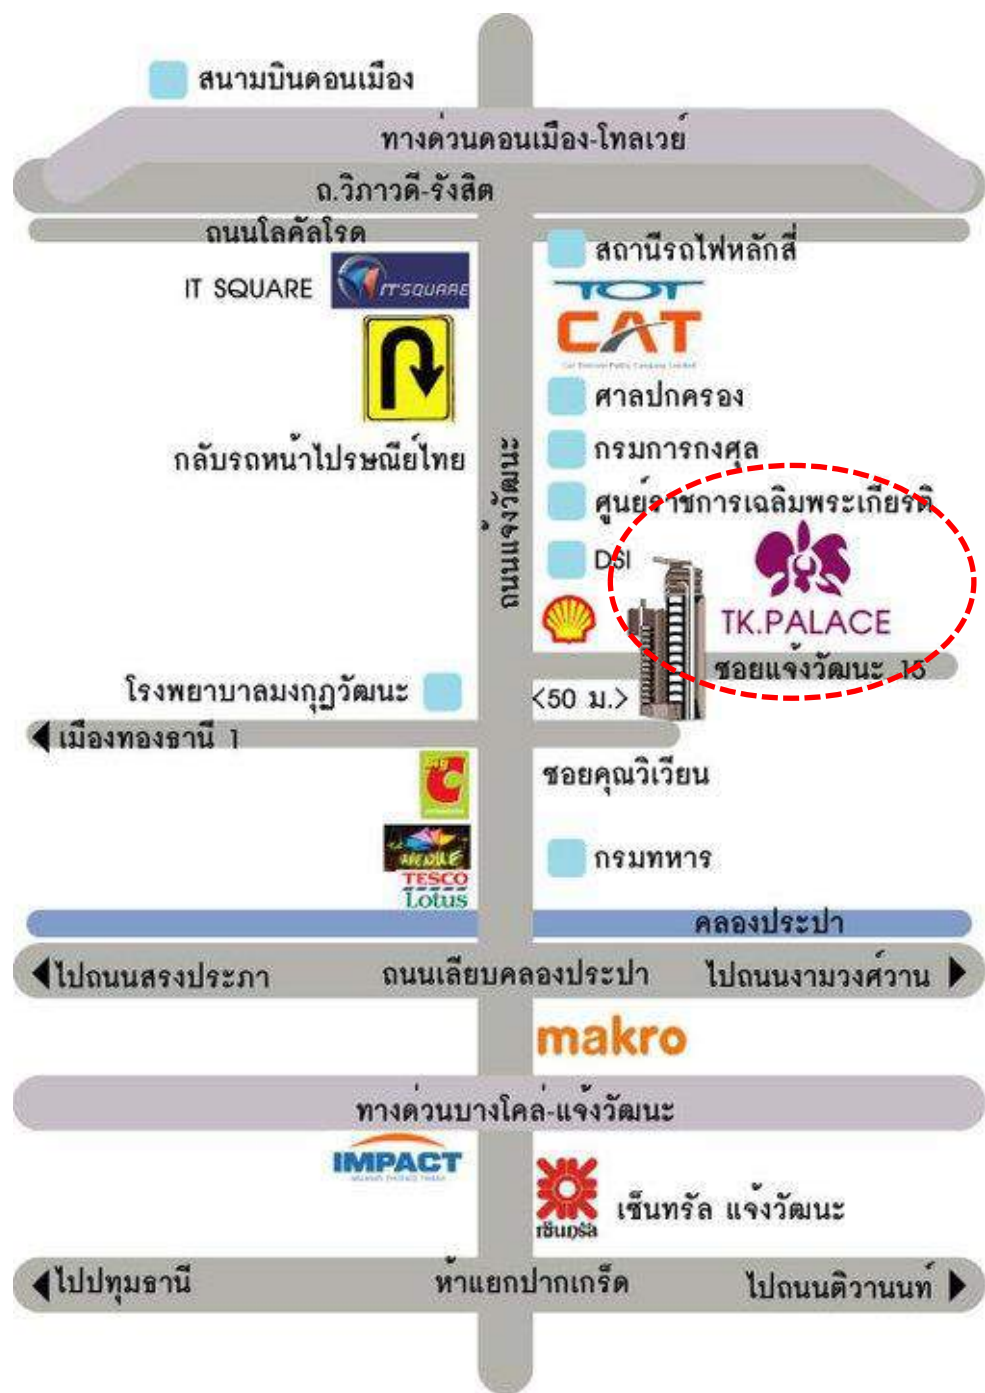 สนามบินดอนเมือง
ทางด่วนดอนเมือง-โทลเวย์
ถ.วิภาวดี-รังสิต
ถนนโลคัลโรด
สถานีรถไฟหลักสี่
IT SQUARE
IT SQUARE
TOT
CAT
ศาลปกครอง
กรมการกงศุล
กลับรถหน้าไปรษณีย์ไทย
ถนนแจ้งวัฒนะ
ศูนย์ราชการเฉลิมพระเกียรติ
DSI
TK.PALACE
ซอยแจ้งวัฒนะ 15
โรงพยาบาลมงกุฎวัฒนะ
<50 ม.>
เมืองทองธานี 1
Big C
ซอยคุณวิเวียน
AVENUE
กรมทหาร
TESCO
Lotus
คลองประปา
ไปถนนสรงประภา
ถนนเลียบคลองประปา
ไปถนนงามวงศ์วาน
makro
ทางด่วนบางโคล่-แจ้งวัฒนะ
IMPACT
เซ็นทรัล
เซ็นทรัล แจ้งวัฒนะ
ไปปทุมธานี
ห้าแยกปากเกร็ด
ไปถนนติวานนท์